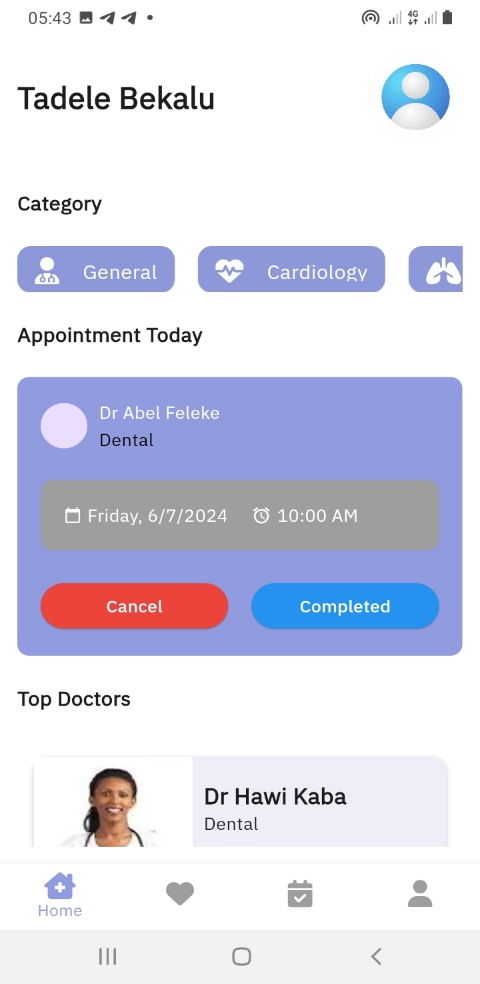 05:43
4G
Tadele Bekalu
Category
General
Cardiology
Appointment Today
Dr Abel Feleke
Dental
Friday, 6/7/2024
10:00 AM
Cancel
Completed
Top Doctors
Dr Hawi Kaba
Dental
Home